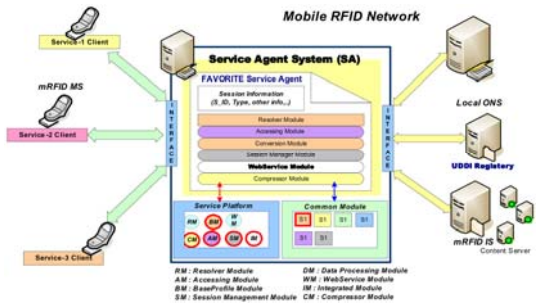 Mobile RFID Network
Service-1 Client
Service Agent System (SA)
FAVORITE Service Agent
Session Information
(S_ID, Type, other info...)
mRFID MS
Local ONS
Resolver Module
Accessing Module
Conversion Module
Session Manager Module
WebService Module
Compressor Module
INTERFACE
INTERFACE
Service-2 Client
UDDI Registory
Service Platform
RM
BM
W
M
CM
AM
SM
IM
Common Module
S1
S1
S1
S1
S1
S1
mRFID IS
Content Server
Service-3 Client
RM : Resolver Module
AM : Accessing Module
BM : BaseProfile Module
SM : Session Management Module
DM : Data Processing Module
WM : WebService Module
IM : Integrated Module
CM : Compressor Module